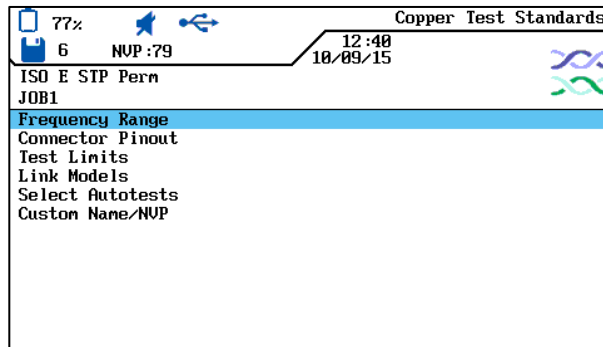 77% Copper Test Standards
6 NVP:79 12:40
10/09/15
ISO E STP Perm
JOB1
Frequency Range
Connector Pinout
Test Limits
Link Models
Select Autotests
Custom Name/NVP